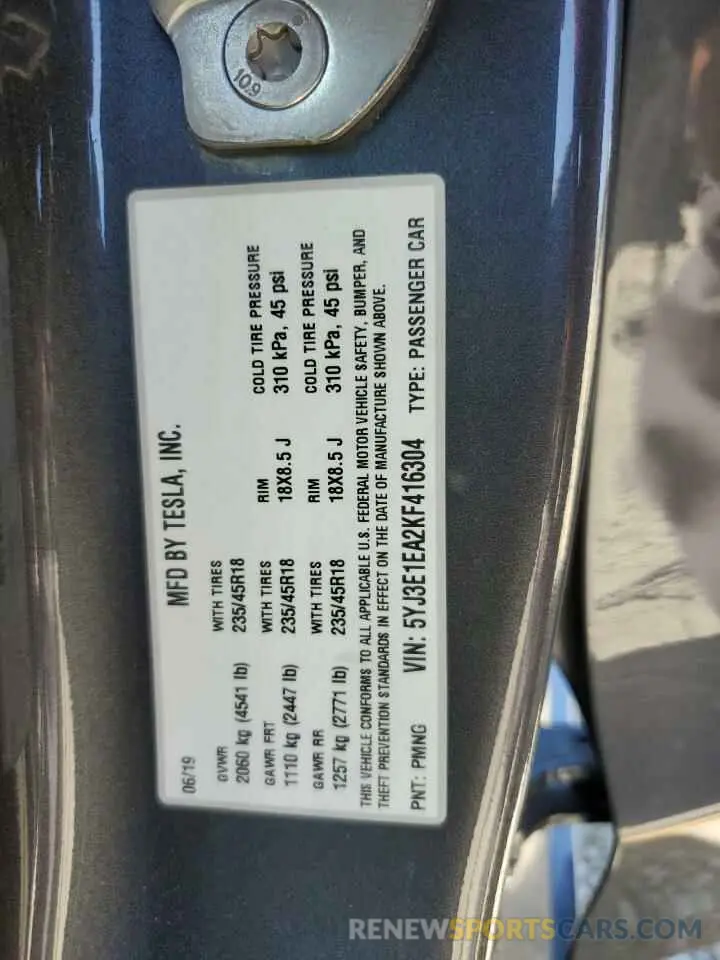 10.9
MFD BY TESLA, INC.
06/19
GVWR WITH TIRES
2060 kg (4541 lb) 235/45R18
GAWR FRT WITH TIRES RIM COLD TIRE PRESSURE
1110 kg (2447 lb) 235/45R18 18X8.5 J 310 kPa, 45 psi
GAWR RR WITH TIRES RIM COLD TIRE PRESSURE
1257 kg (2771 lb) 235/45R18 18X8.5 J 310 kPa, 45 psi
THIS VEHICLE CONFORMS TO ALL APPLICABLE U.S. FEDERAL MOTOR VEHICLE SAFETY, BUMPER, AND
THEFT PREVENTION STANDARDS IN EFFECT ON THE DATE OF MANUFACTURE SHOWN ABOVE.
PNT: PMNG VIN: 5YJ3E1EA2KF416304 TYPE: PASSENGER CAR
RENEWSPORTSCARS.COM